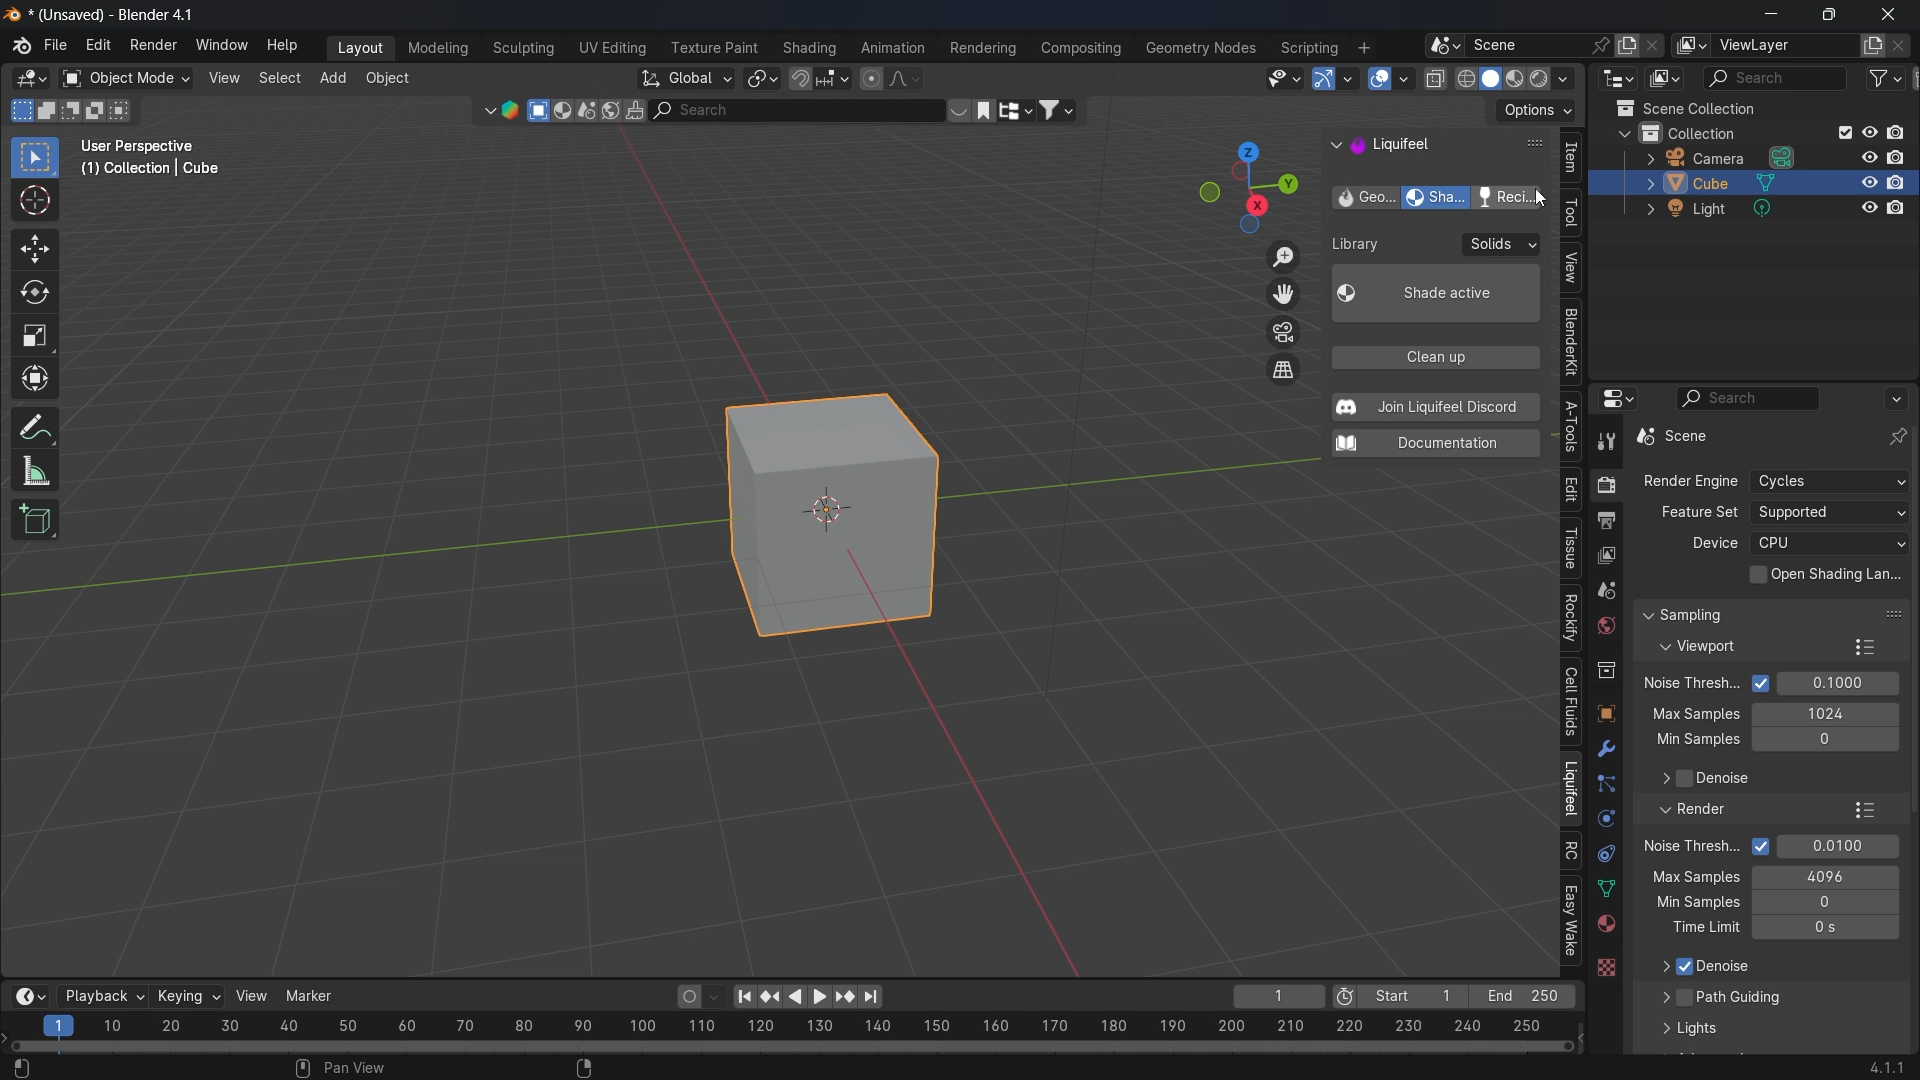 * (Unsaved) - Blender 4.1
File Edit Render Window Help Layout Modeling Sculpting UV Editing Texture Paint Shading Animation Rendering Compositing Geometry Nodes Scripting + Scene ViewLayer
Object Mode View Select Add Object Global Search
Search Options
User Perspective
(1) Collection | Cube
Z
Y
X
Liquifeel
Geo... Sha... Reci...
Library Solids
Shade active
Clean up
Join Liquifeel Discord
Documentation
Item
Tool
View
BlenderKit
A-Tools
Edit
Tissue
Rockify
Cell Fluids
Liquifeel
RC
Easy Wake
Scene Collection
Collection
Camera
Cube
Light
Search
Scene
Render Engine Cycles
Feature Set Supported
Device CPU
Open Shading Lan...
Sampling
Viewport
Noise Thresh... 0.1000
Max Samples 1024
Min Samples 0
Denoise
Render
Noise Thresh... 0.0100
Max Samples 4096
Min Samples 0
Time Limit 0 s
Denoise
Path Guiding
Lights
Playback Keying View Marker 1 Start 1 End 250
1 10 20 30 40 50 60 70 80 90 100 110 120 130 140 150 160 170 180 190 200 210 220 230 240 250
Pan View 4.1.1